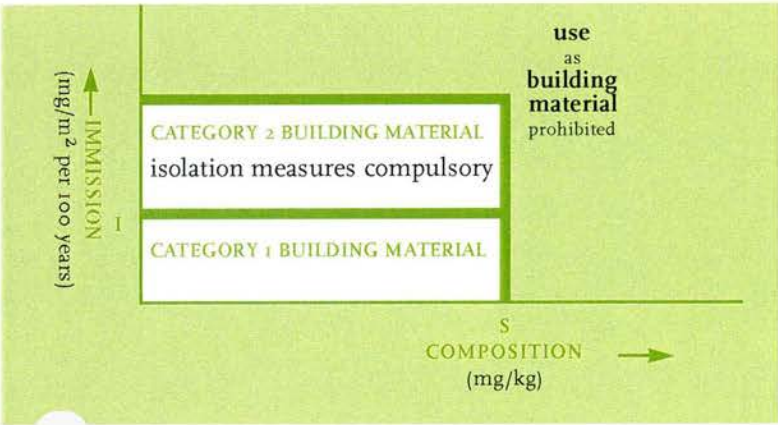 use
as
building
material
prohibited
CATEGORY 2 BUILDING MATERIAL
isolation measures compulsory
CATEGORY 1 BUILDING MATERIAL
IMMISSION
(mg/m² per 100 years)
I
S
COMPOSITION
(mg/kg)